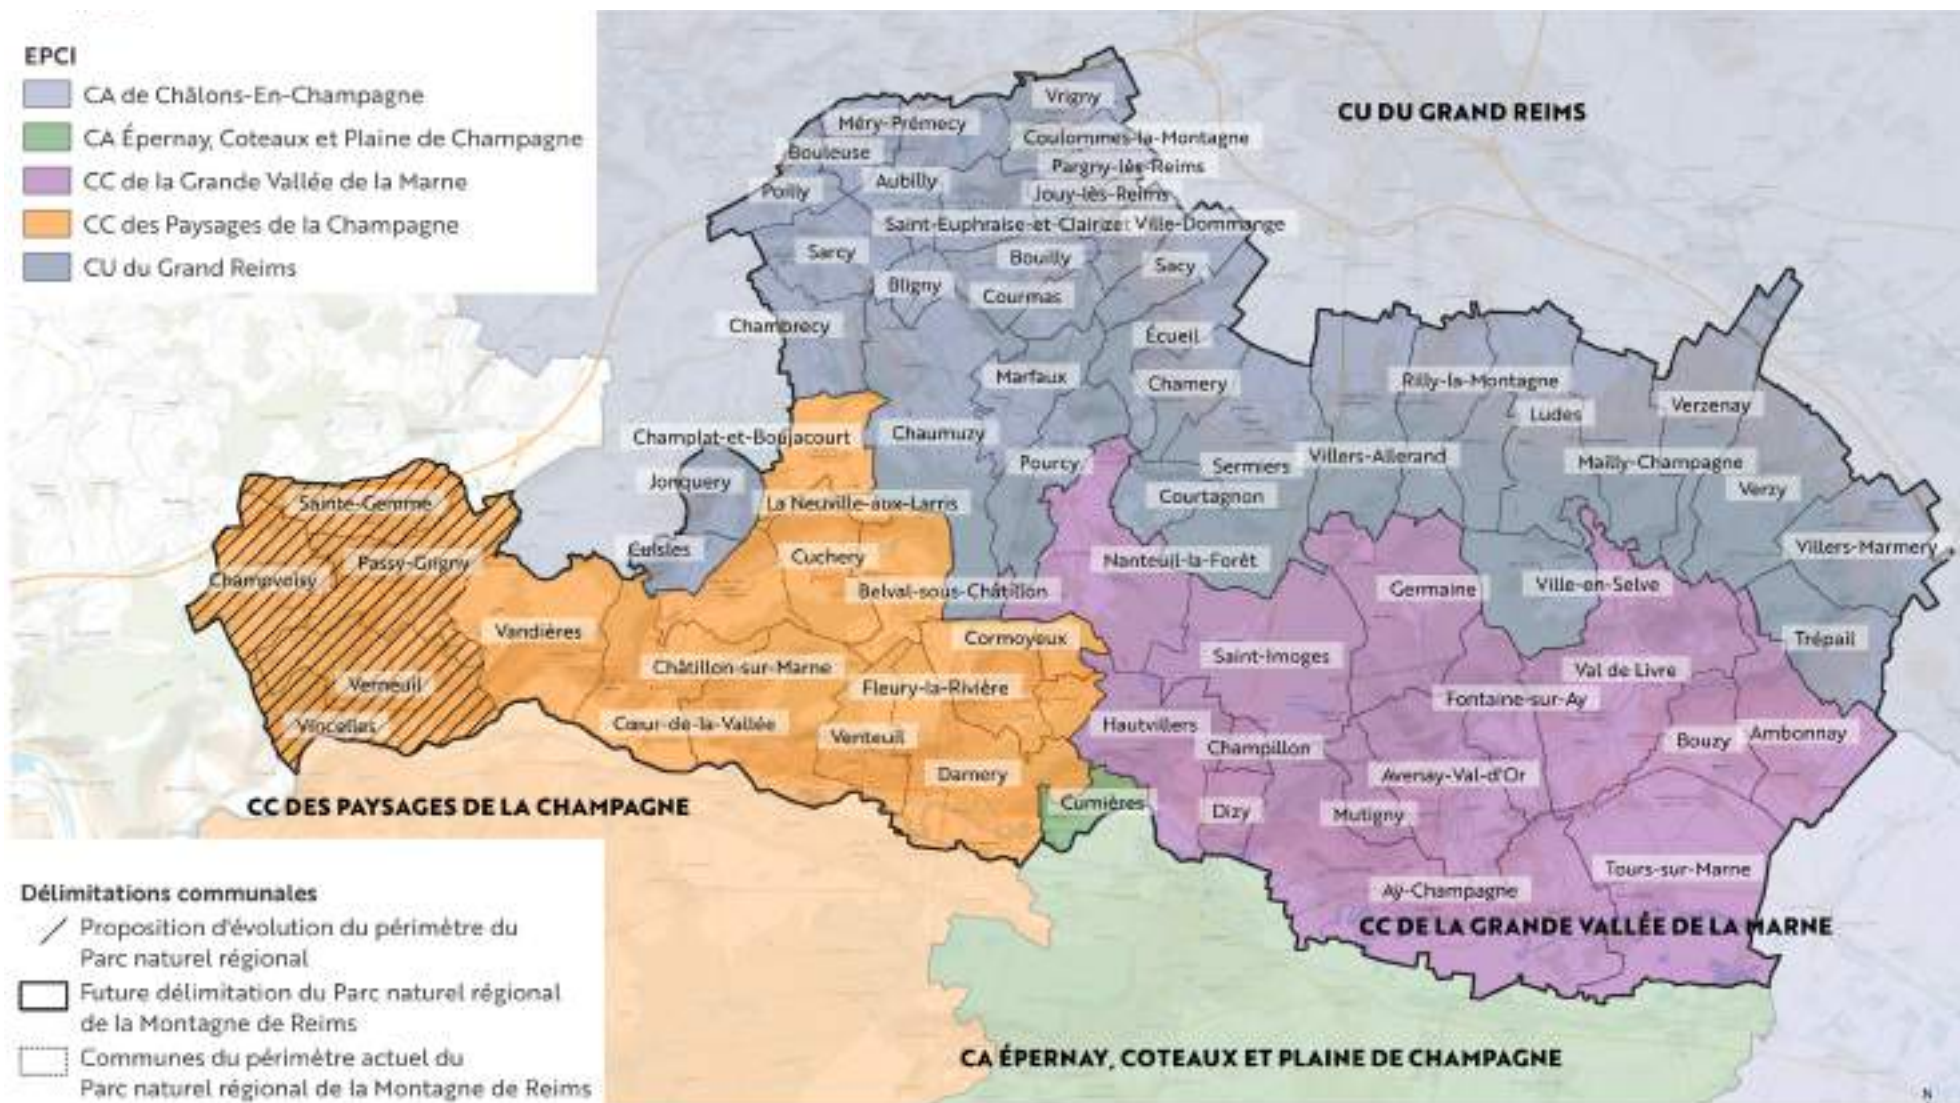 EPCI
CA de Châlons-En-Champagne
CA Épernay, Coteaux et Plaine de Champagne
CC de la Grande Vallée de la Marne
CC des Paysages de la Champagne
CU du Grand Reims
CU DU GRAND REIMS
Vrigny
Méry-Prémecy
Coulommes-la-Montagne
Bouleuse
Pargny-lès-Reims
Aubilly
Poilly
Jouy-lès-Reims
Saint-Euphraise-et-Clairizet
Ville-Dommange
Sarcy
Bouilly
Sacy
Bligny
Courmas
Chambrecy
Écueil
Marfaux
Chamery
Rilly-la-Montagne
Ludes
Verzenay
Champlat-et-Boujacourt
Chaumuzy
Pourcy
Sermiers
Villers-Allerand
Mailly-Champagne
Jonquery
Verzy
Sainte-Gemme
La Neuville-aux-Larris
Courtagnon
Cuisles
Cuchery
Villers-Marmery
Passy-Grigny
Nanteuil-la-Forêt
Champvoisy
Belval-sous-Châtillon
Germaine
Ville-en-Selve
Vandières
Cormoyeux
Trépail
Châtillon-sur-Marne
Saint-Imoges
Val de Livre
Verneuil
Fleury-la-Rivière
Fontaine-sur-Ay
Vincelles
Cœur-de-la-Vallée
Venteuil
Hautvillers
Champillon
Bouzy
Ambonnay
Damery
Avenay-Val-d'Or
Cumières
Dizy
Mutigny
CC DES PAYSAGES DE LA CHAMPAGNE
Tours-sur-Marne
Aÿ-Champagne
CC DE LA GRANDE VALLÉE DE LA MARNE
CA ÉPERNAY, COTEAUX ET PLAINE DE CHAMPAGNE
Délimitations communales
Proposition d'évolution du périmètre du
Parc naturel régional
Future délimitation du Parc naturel régional
de la Montagne de Reims
Communes du périmètre actuel du
Parc naturel régional de la Montagne de Reims
N